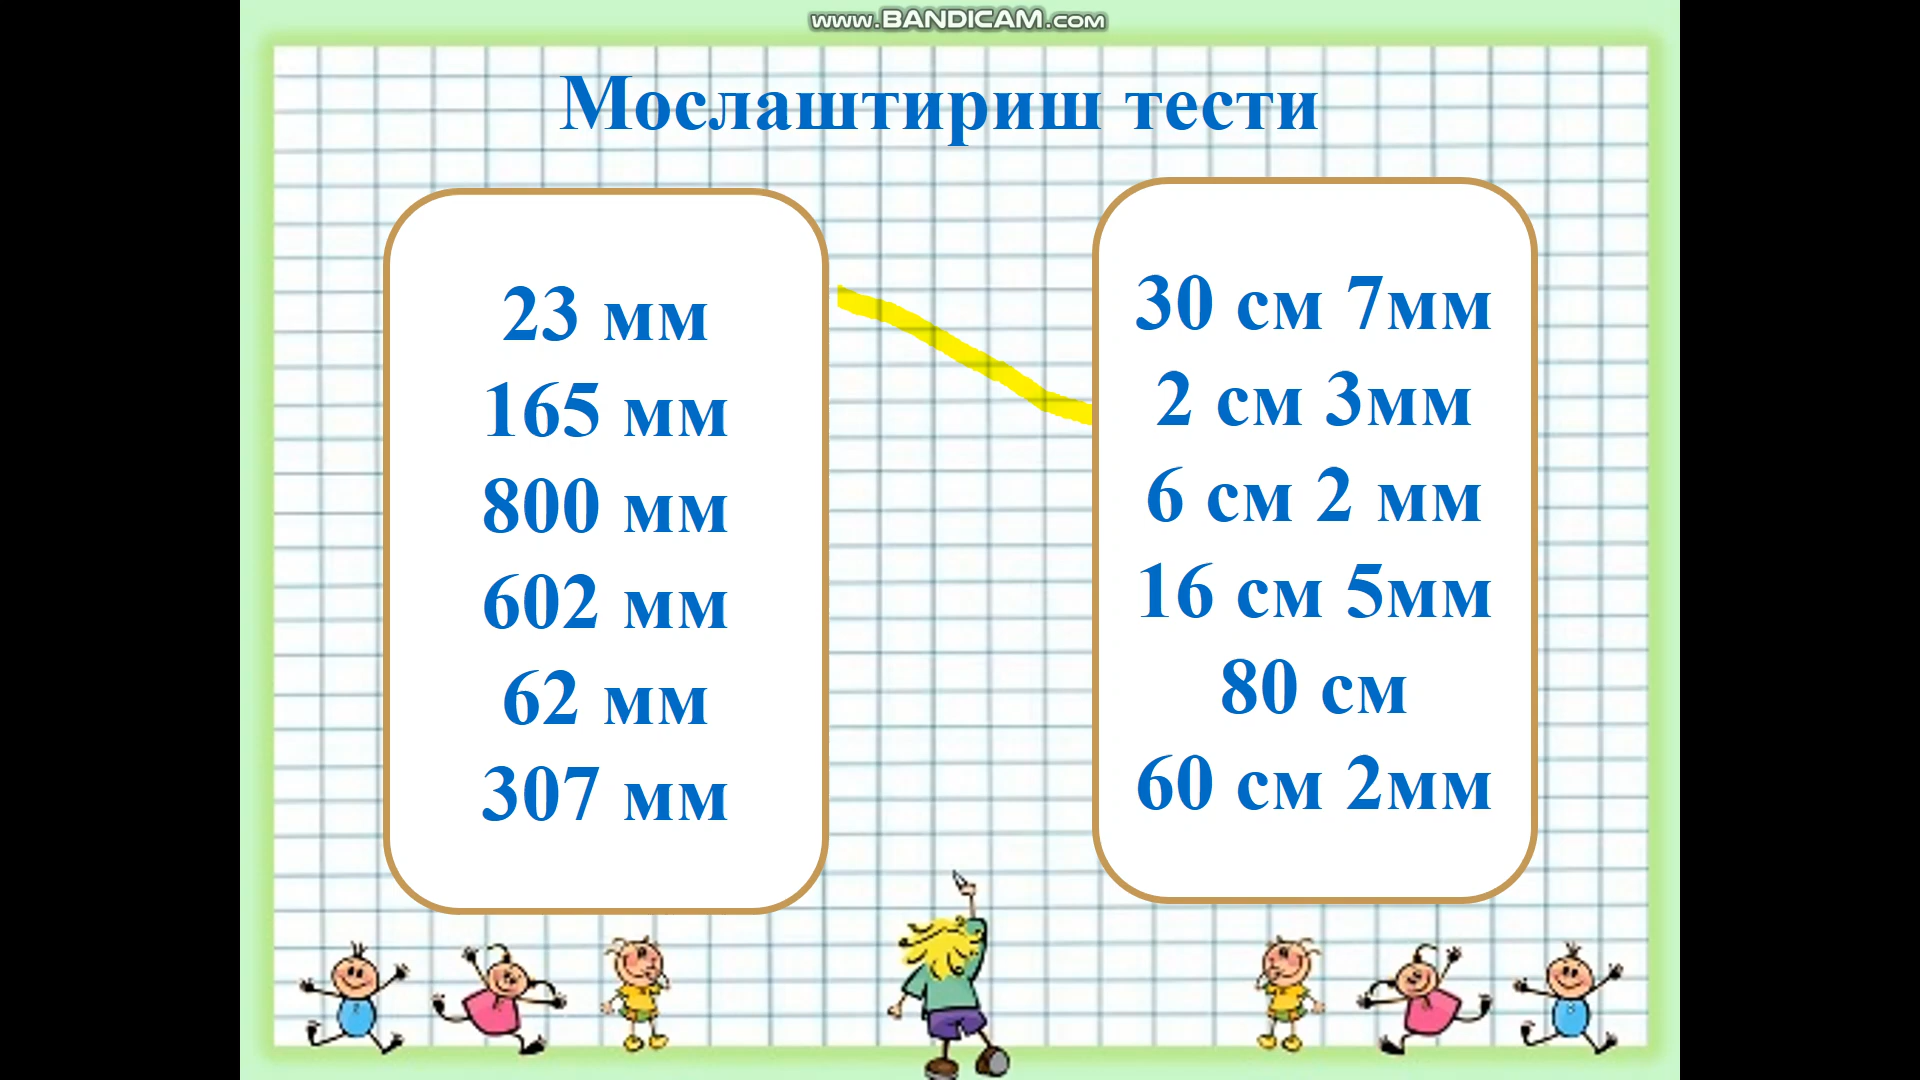 www.BANDICAM.com
Мослаштириш тести
23 мм
165 мм
800 мм
602 мм
62 мм
307 мм
30 см 7мм
2 см 3мм
6 см 2 мм
16 см 5мм
80 см
60 см 2мм